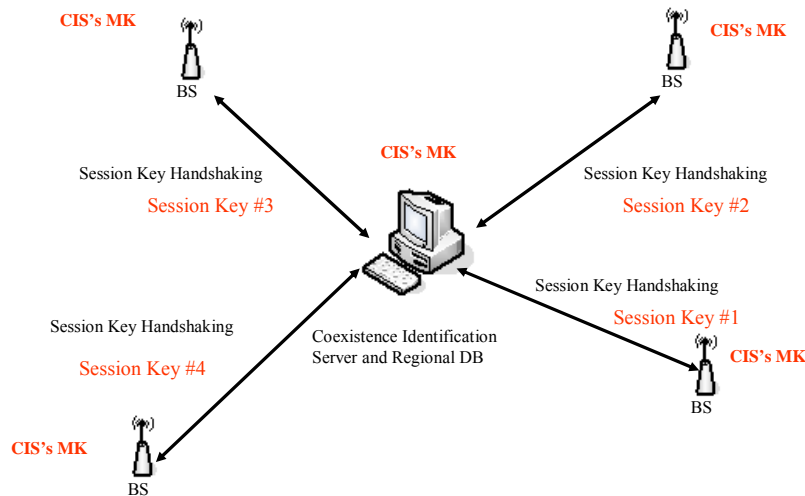 CIS's MK
CIS's MK
BS
BS
CIS's MK
Session Key Handshaking
Session Key #3
Session Key Handshaking
Session Key #2
Session Key Handshaking
Session Key #1
Session Key Handshaking
Session Key #4
Coexistence Identification
Server and Regional DB
CIS's MK
BS
CIS's MK
BS